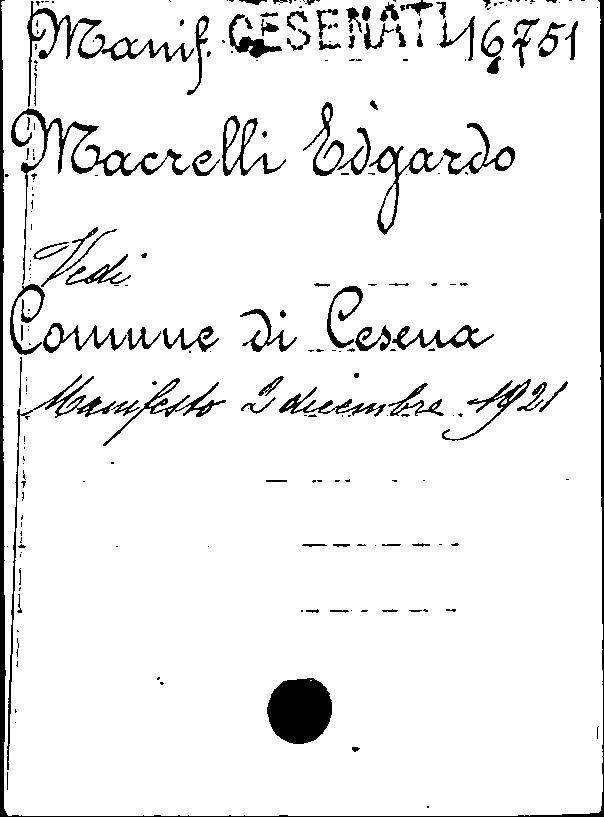 Manif. CESENATI 16751
Macrelli Edgardo
Vedi
Comune di Cesena
Manifesto 2 dicembre 1921